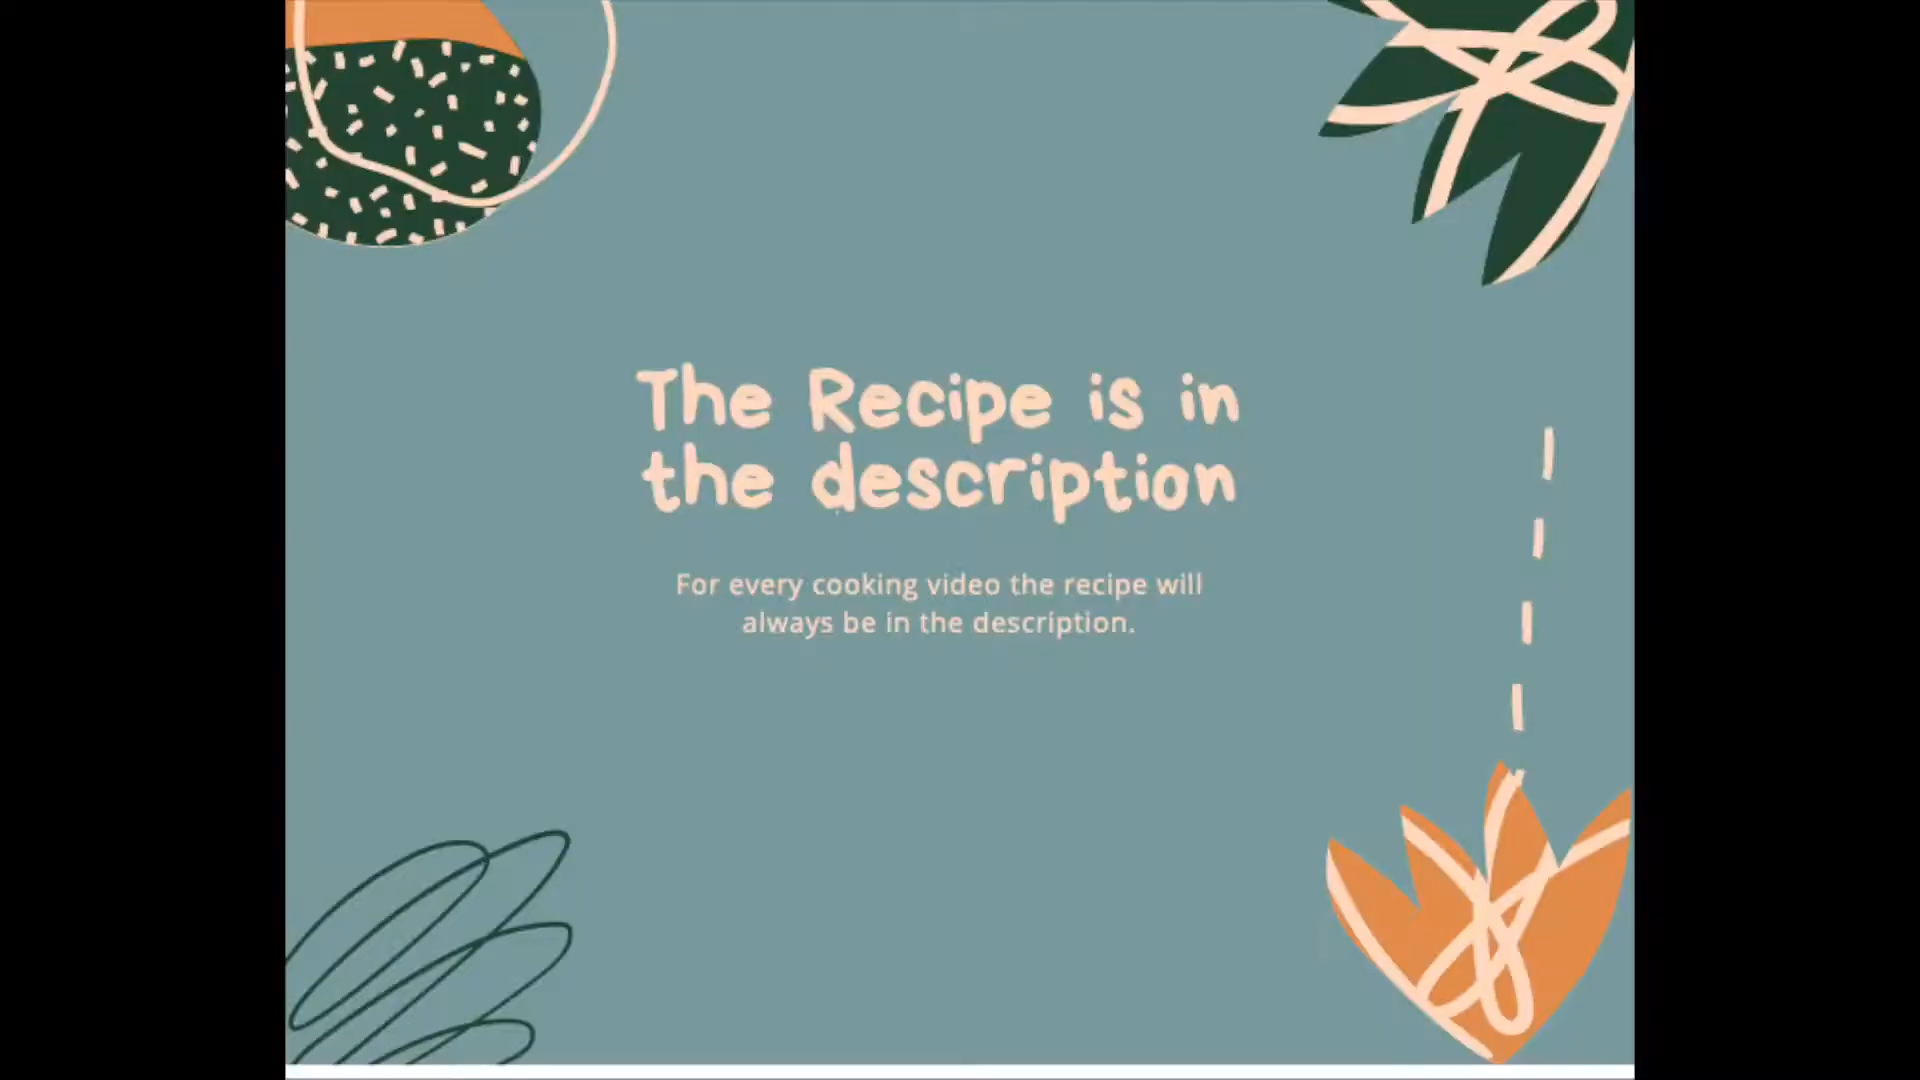 The Recipe is in
the description
For every cooking video the recipe will
always be in the description.